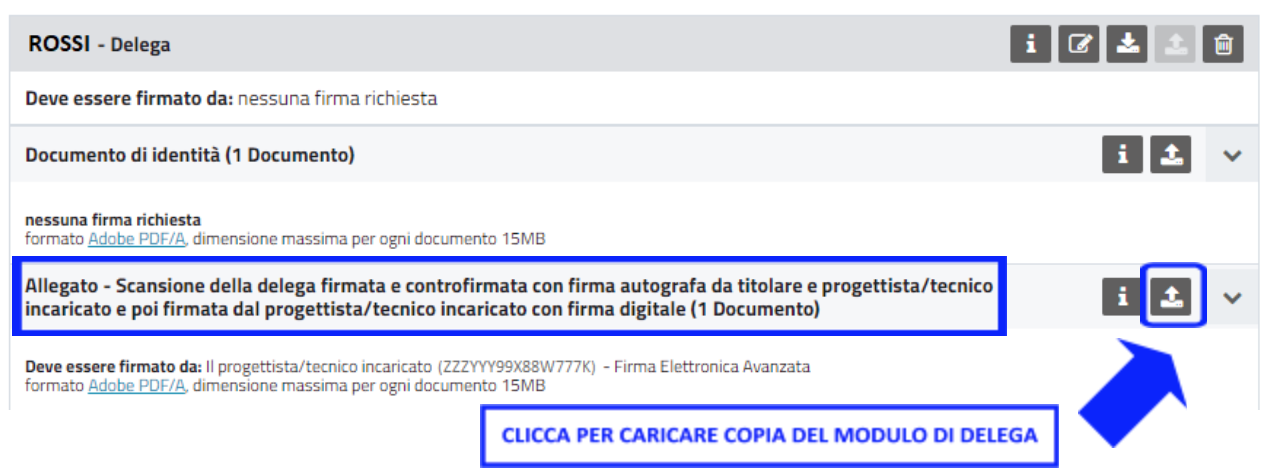 ROSSI - Delega
Deve essere firmato da: nessuna firma richiesta
Documento di identità (1 Documento)
nessuna firma richiesta
formato Adobe PDF/A, dimensione massima per ogni documento 15MB
Allegato - Scansione della delega firmata e controfirmata con firma autografa da titolare e progettista/tecnico
incaricato e poi firmata dal progettista/tecnico incaricato con firma digitale (1 Documento)
Deve essere firmato da: Il progettista/tecnico incaricato (ZZZYYY99X88W777K) - Firma Elettronica Avanzata
formato Adobe PDF/A, dimensione massima per ogni documento 15MB
CLICCA PER CARICARE COPIA DEL MODULO DI DELEGA